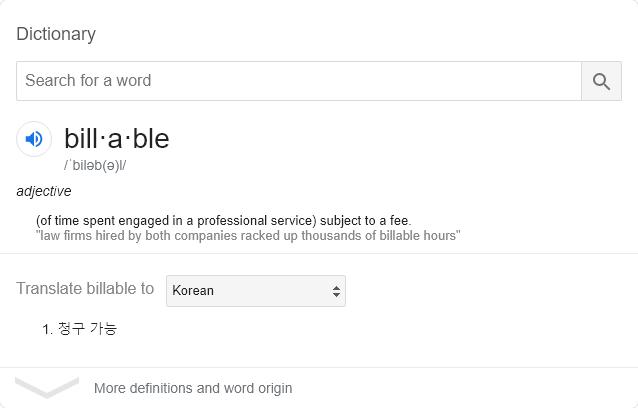 Dictionary
Search for a word
bill·a·ble
/ˈbiləb(ə)l/
adjective
(of time spent engaged in a professional service) subject to a fee.
"law firms hired by both companies racked up thousands of billable hours"
Translate billable to Korean
1. 청구 가능
More definitions and word origin